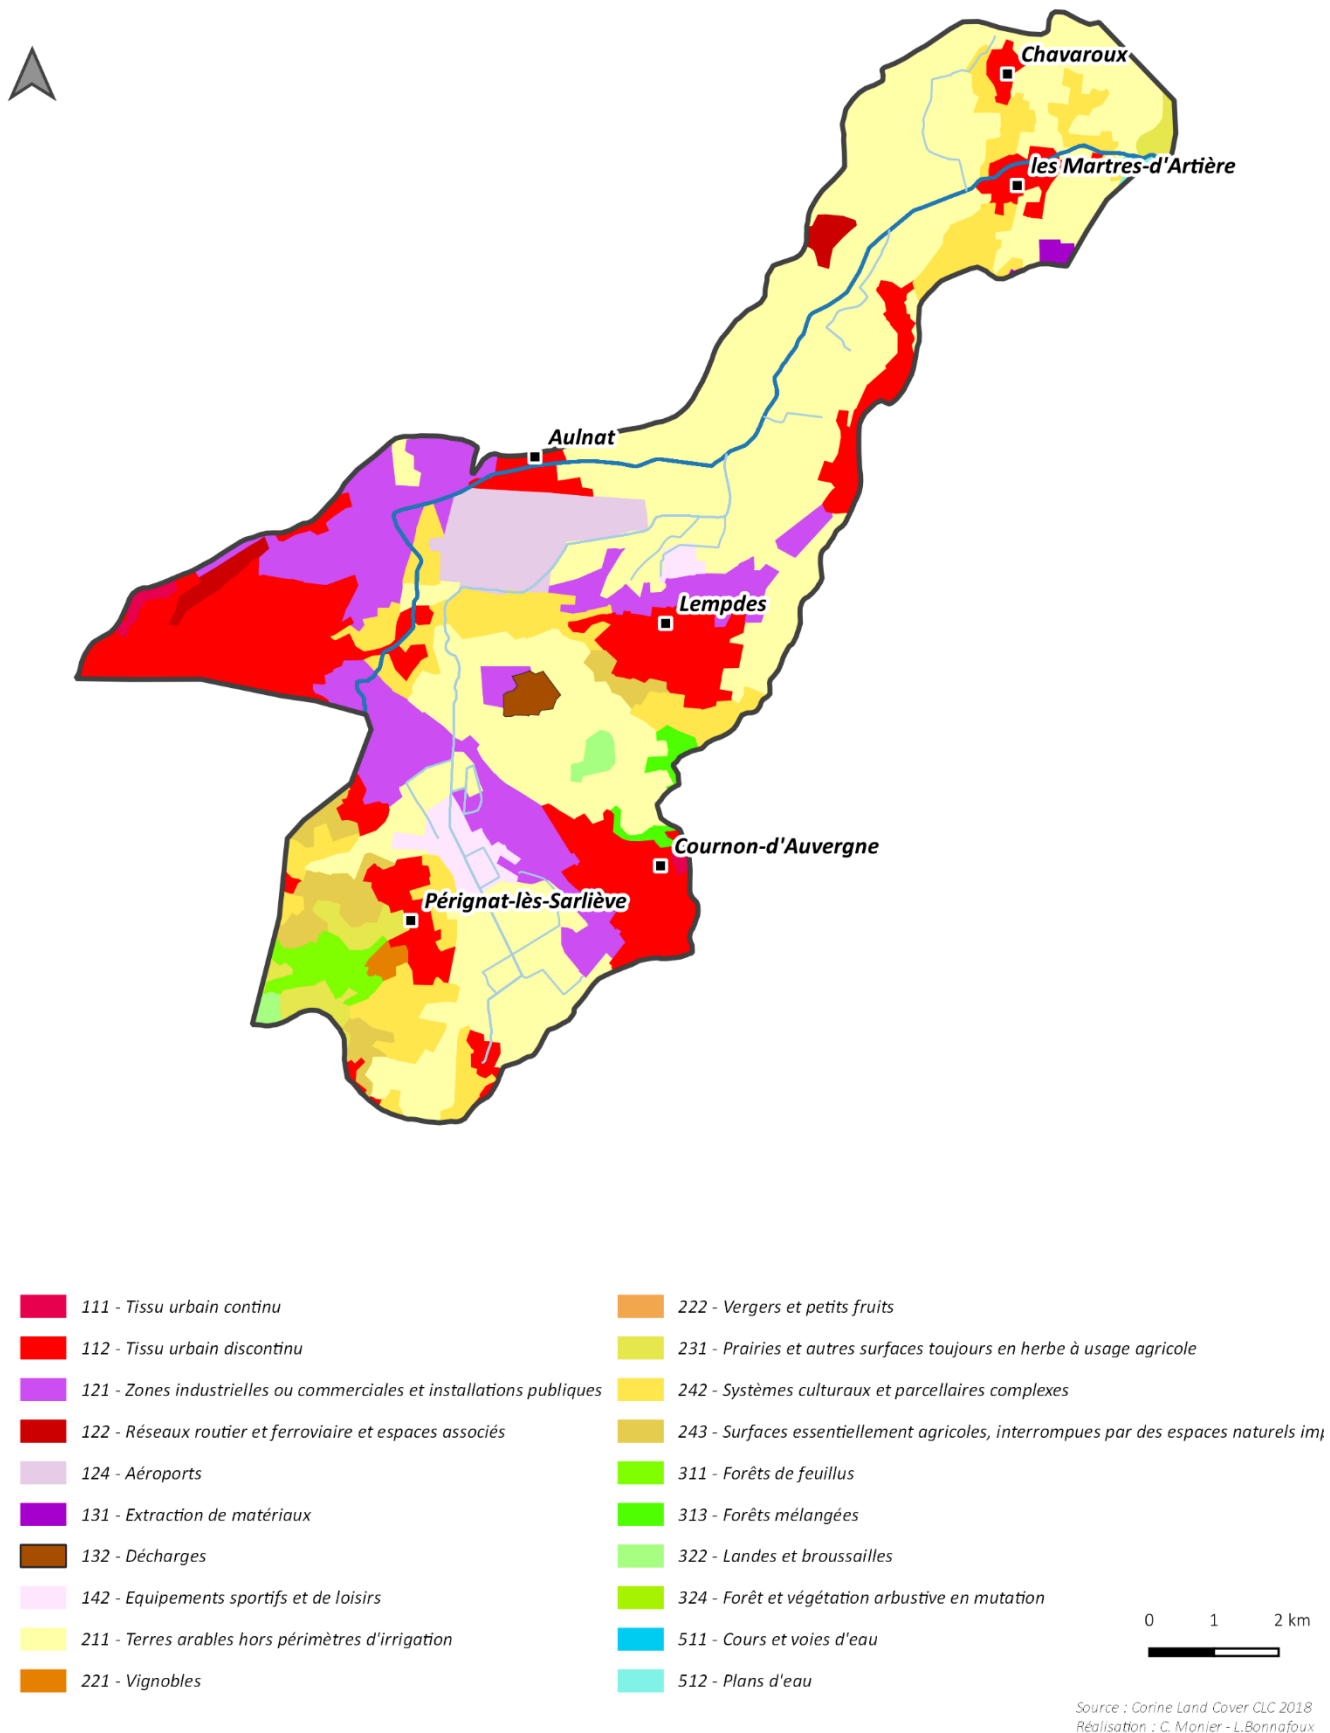 Chavaroux
les Martres-d'Artière
Aulnat
Lempdes
Cournon-d'Auvergne
Pérignat-lès-Sarliève
111 - Tissu urbain continu
112 - Tissu urbain discontinu
121 - Zones industrielles ou commerciales et installations publiques
122 - Réseaux routier et ferroviaire et espaces associés
124 - Aéroports
131 - Extraction de matériaux
132 - Décharges
142 - Equipements sportifs et de loisirs
211 - Terres arables hors périmètres d'irrigation
221 - Vignobles
222 - Vergers et petits fruits
231 - Prairies et autres surfaces toujours en herbe à usage agricole
242 - Systèmes culturaux et parcellaires complexes
243 - Surfaces essentiellement agricoles, interrompues par des espaces naturels imp
311 - Forêts de feuillus
313 - Forêts mélangées
322 - Landes et broussailles
324 - Forêt et végétation arbustive en mutation
511 - Cours et voies d'eau
512 - Plans d'eau
0 1 2 km
Source : Corine Land Cover CLC 2018
Réalisation : C. Monier - L.Bonnafoux